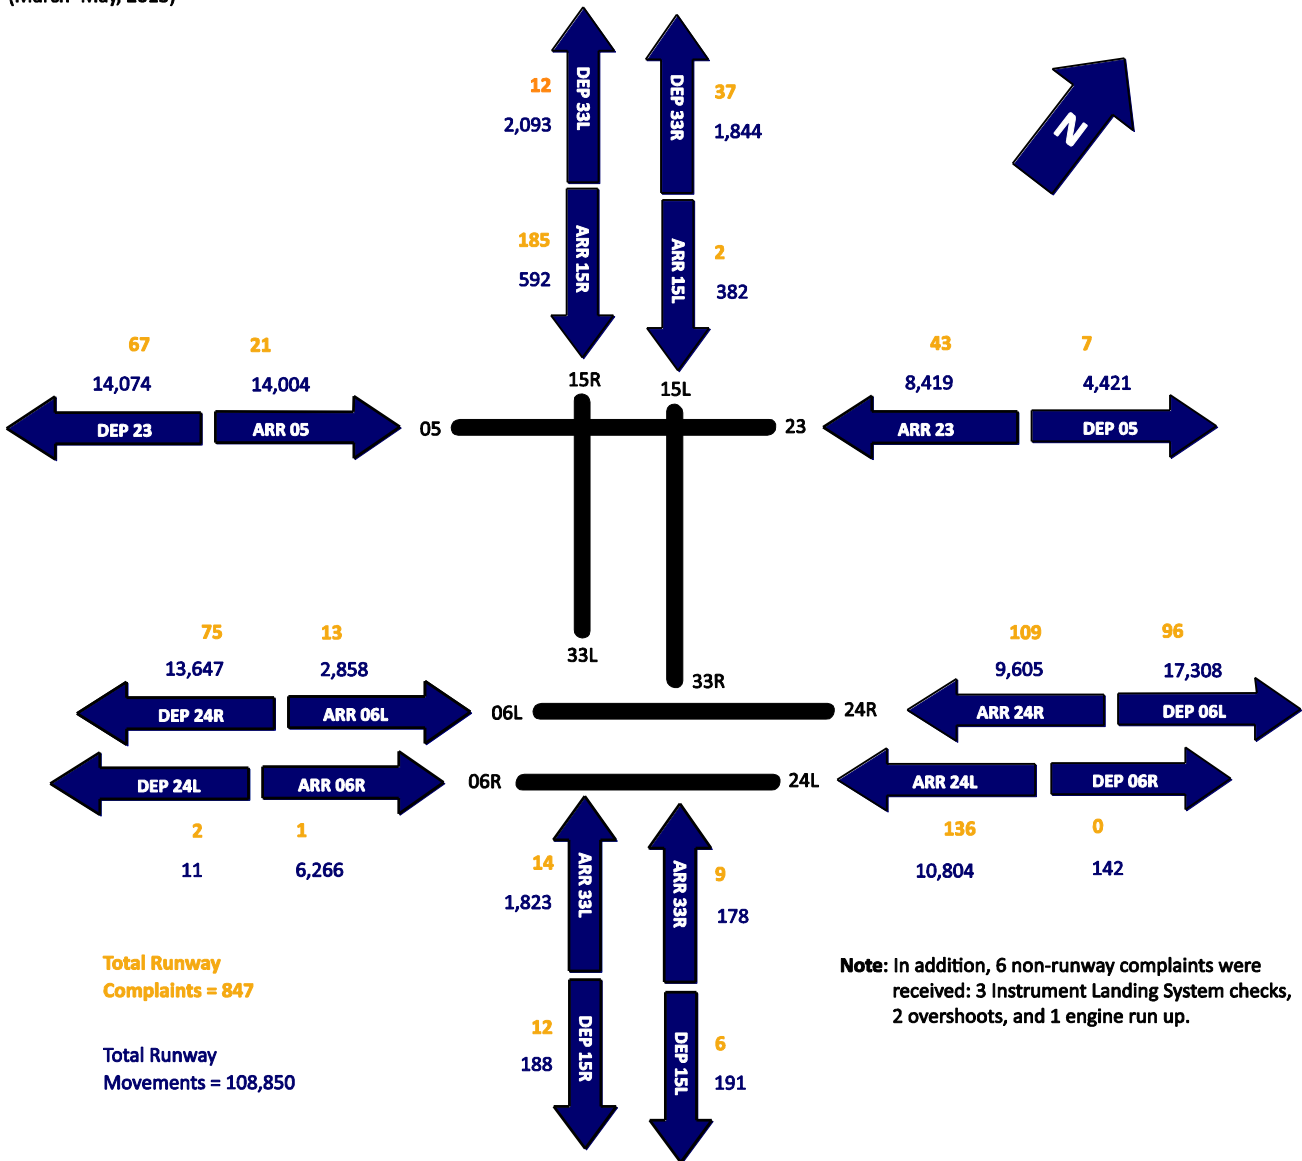 12
2,093
DEP 33L
DEP 33R
37
1,844
N
185
592
ARR 15R
ARR 15L
2
382
67
21
14,074
14,004
DEP 23
ARR 05
15R
15L
05
23
43
7
8,419
4,421
ARR 23
DEP 05
75
13
13,647
2,858
DEP 24R
ARR 06L
33L
33R
06L
24R
109
96
9,605
17,308
ARR 24R
DEP 06L
DEP 24L
ARR 06R
06R
24L
ARR 24L
DEP 06R
2
1
11
6,266
136
0
10,804
142
14
1,823
ARR 33L
ARR 33R
9
178
12
188
DEP 15R
DEP 15L
6
191
Total Runway
Complaints = 847
Total Runway
Movements = 108,850
Note: In addition, 6 non-runway complaints were
received: 3 Instrument Landing System checks,
2 overshoots, and 1 engine run up.